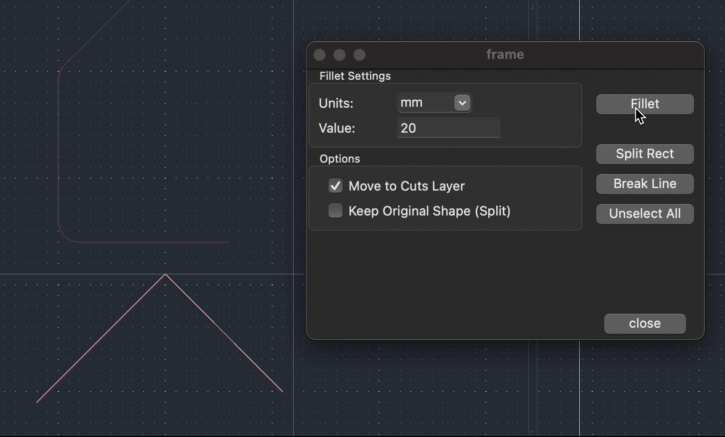 frame
Fillet Settings
Units:
mm
Value:
20
Options
Move to Cuts Layer
Keep Original Shape (Split)
Fillet
Split Rect
Break Line
Unselect All
close